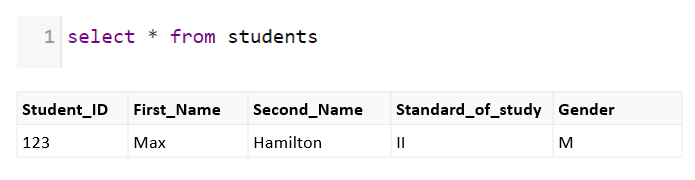 1 select * from students
Student_ID First_Name Second_Name Standard_of_study Gender
123 Max Hamilton II M